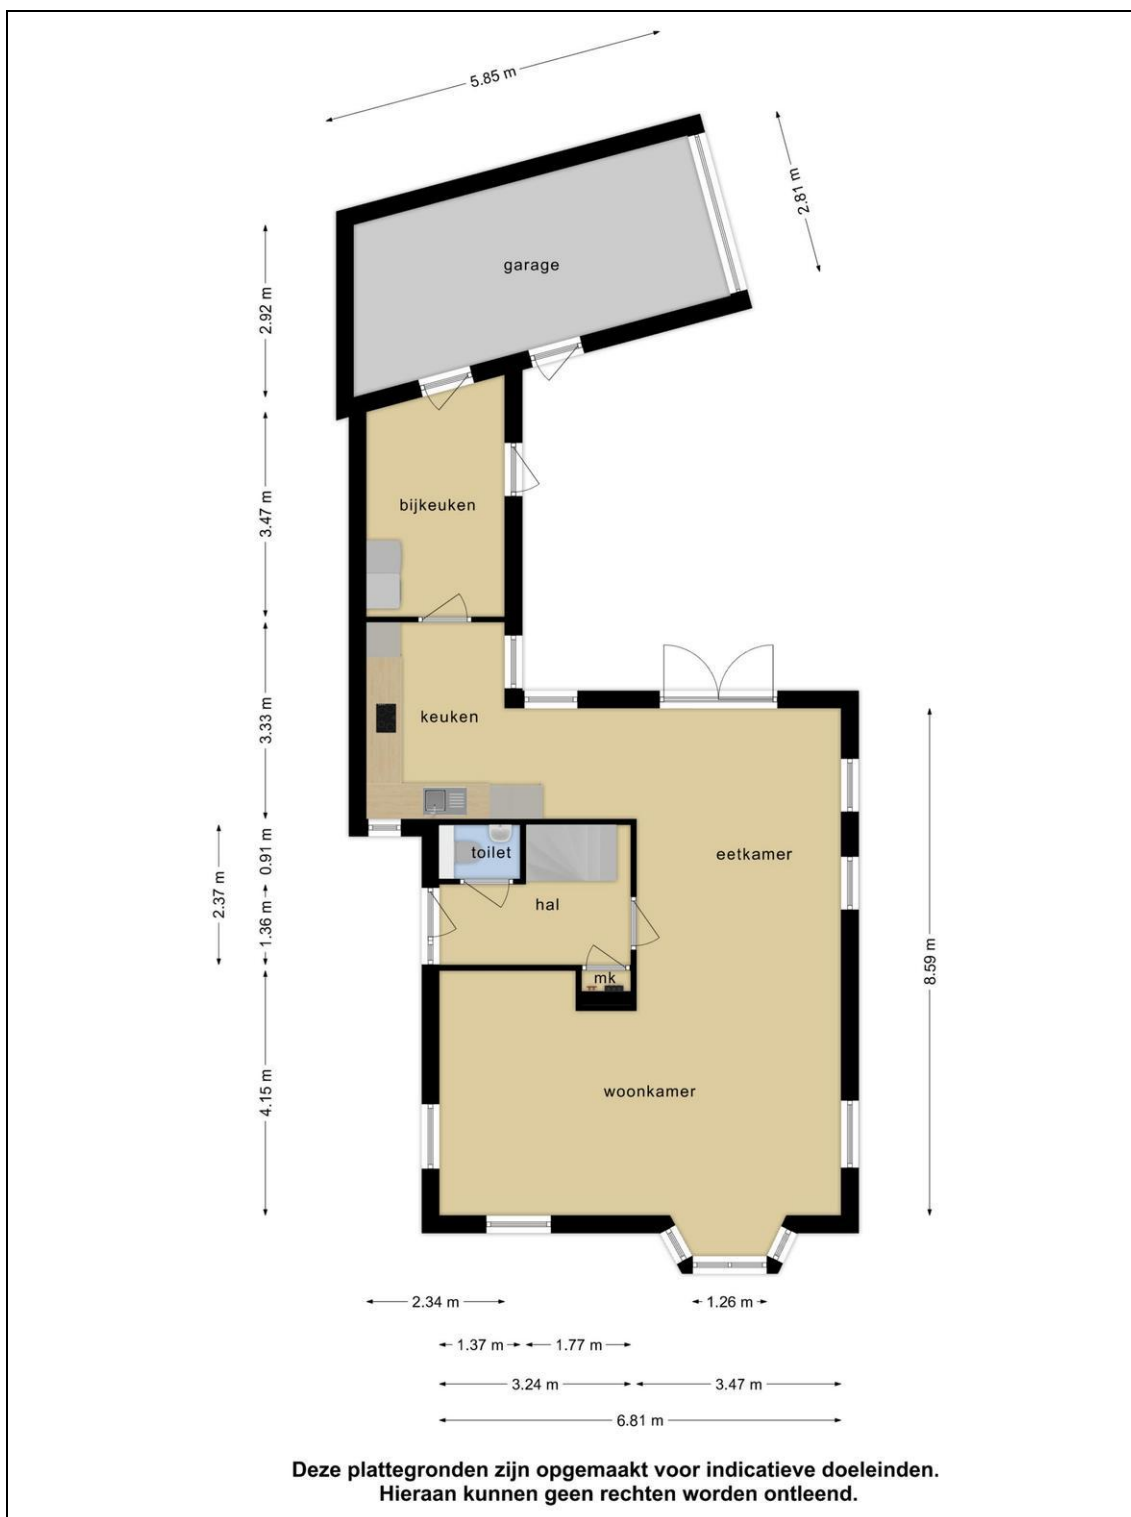 5.85 m
2.81 m
garage
2.92 m
bijkeuken
3.47 m
keuken
3.33 m
toilet
eetkamer
0.91 m
2.37 m
hal
1.36 m
8.59 m
mk
woonkamer
4.15 m
2.34 m
1.26 m
1.37 m
1.77 m
3.24 m
3.47 m
6.81 m
Deze plattegronden zijn opgemaakt voor indicatieve doeleinden.
Hieraan kunnen geen rechten worden ontleend.